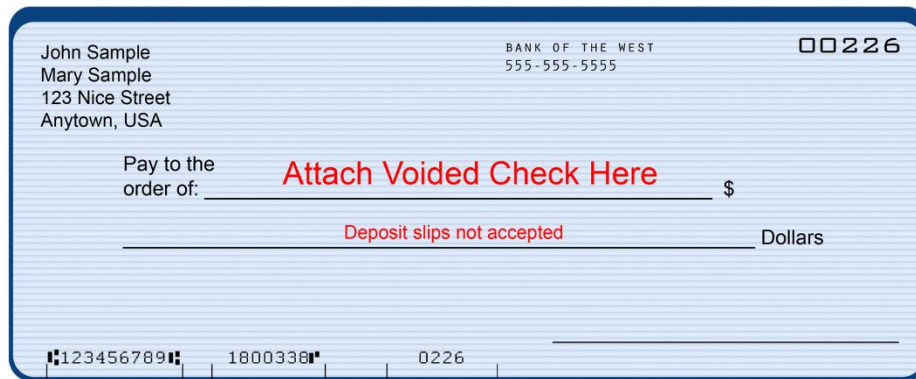 John Sample
Mary Sample
123 Nice Street
Anytown, USA
BANK OF THE WEST
555-555-5555
00226
Pay to the
order of: Attach Voided Check Here $
Deposit slips not accepted Dollars
⑆123456789⑆ 1800338⑈ 0226